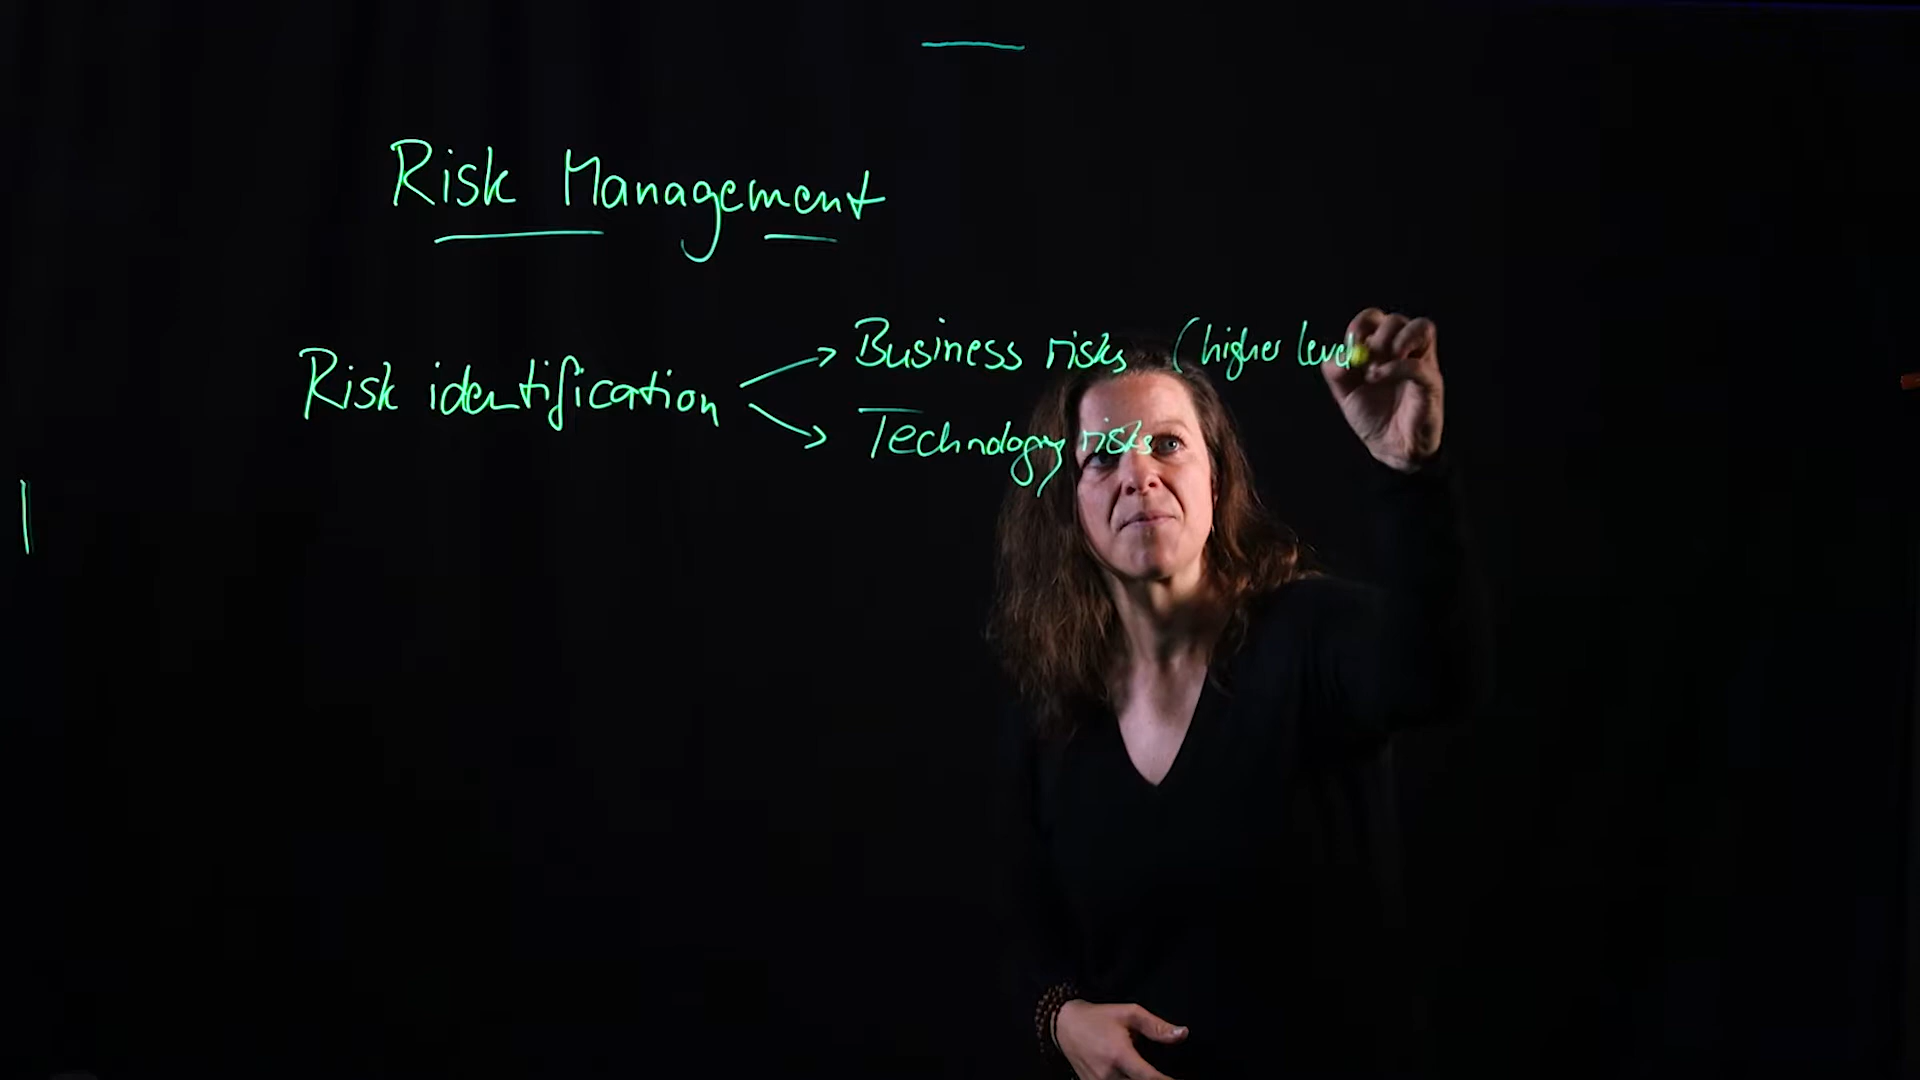 Risk Management
Risk identification
Business risks (higher level
Technology risks